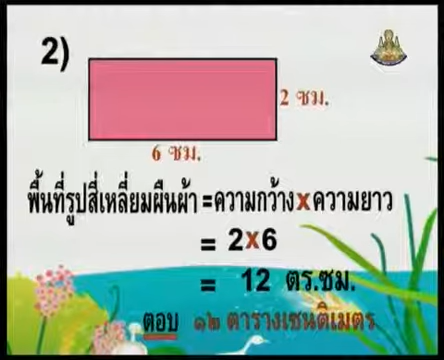 2)
2 ซม.
6 ซม.
พื้นที่รูปสี่เหลี่ยมผืนผ้า =ความกว้างxความยาว
= 2x6
= 12 ตร.ซม.
ตอบ ๑๒ ตารางเซนติเมตร